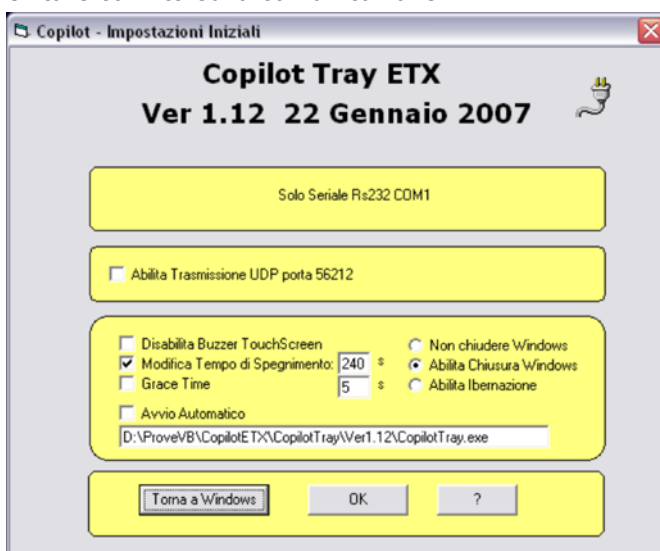 Copilot - Impostazioni Iniziali
Copilot Tray ETX
Ver 1.12 22 Gennaio 2007
Solo Seriale Rs232 COM1
Abilita Trasmissione UDP porta 56212
Disabilita Buzzer TouchScreen
Modifica Tempo di Spegnimento: 240 s
Grace Time 5 s
Non chiudere Windows
Abilita Chiusura Windows
Abilita Ibernazione
Avvio Automatico
D:\ProveVB\CopilotETX\CopilotTray\Ver1.12\CopilotTray.exe
Torna a Windows
OK
?